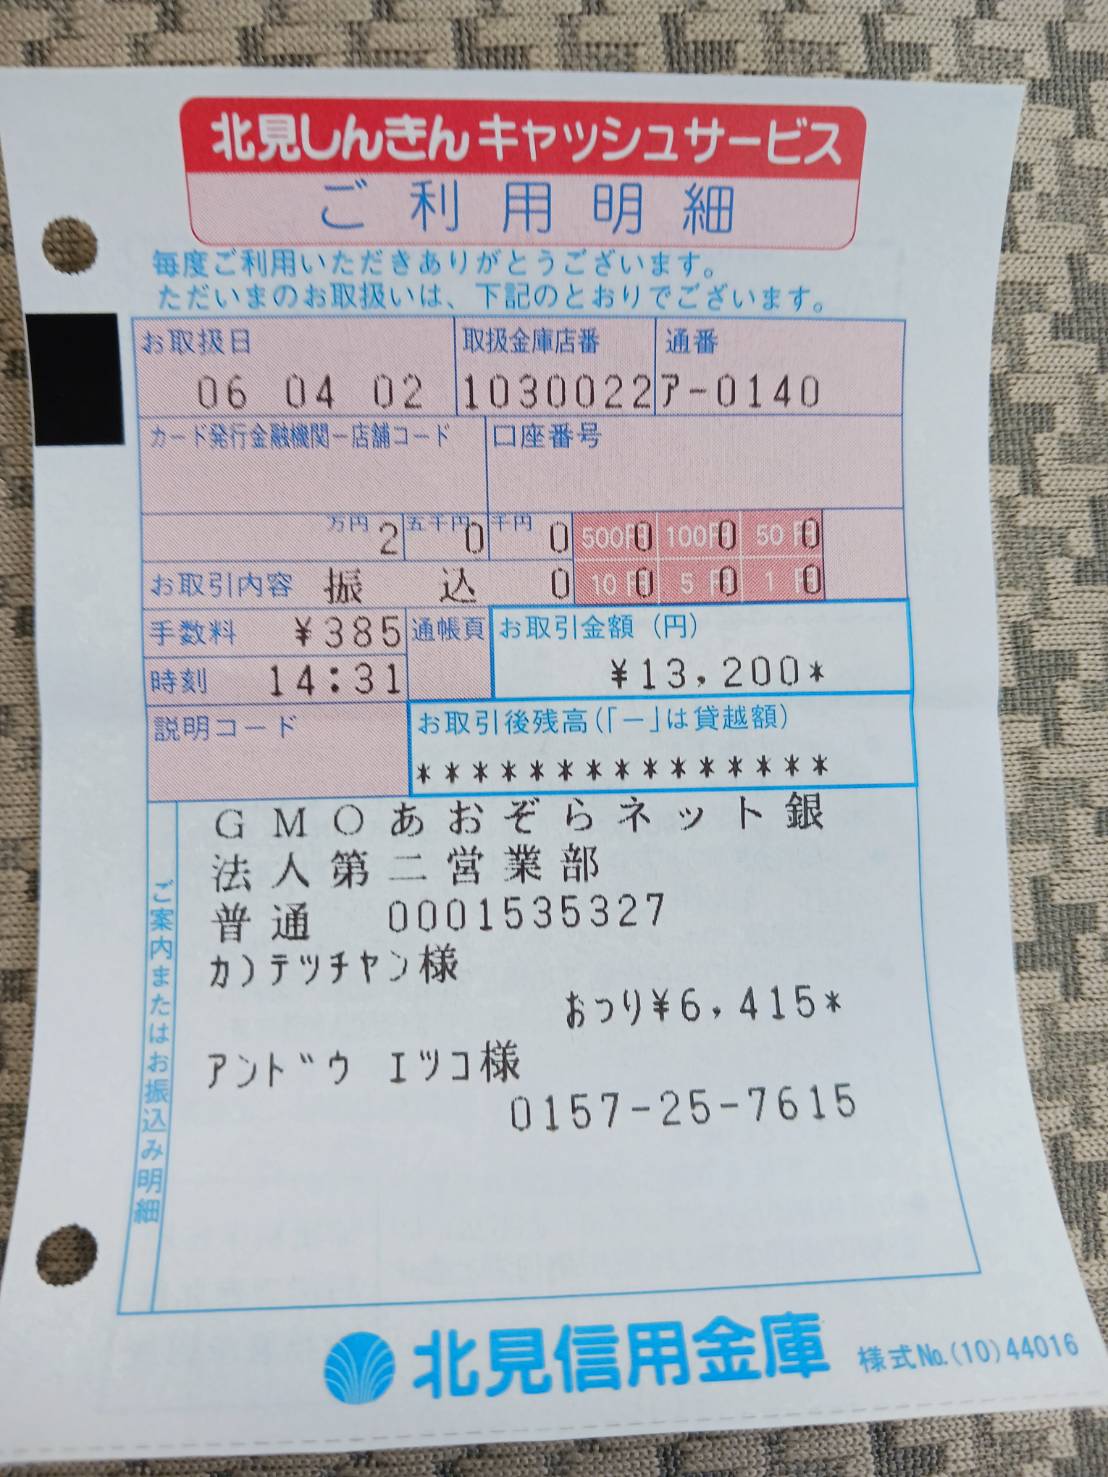 北見しんきん キャッシュサービス
ご利用明細
毎度ご利用いただきありがとうございます。
ただいまのお取扱いは、下記のとおりでございます。
お取扱日 取扱金庫店番 通番
06 04 02 1030022 ア-0140
カード発行金融機関ー店舗コード 口座番号
万円 2 五千円 0 千円 0 500円 0 100円 0 50円 0
お取引内容 振 込 0 10円 0 5円 0 1円 0
手数料 ¥385 通帳頁 お取引金額(円)
¥13,200*
時刻 14:31
説明コード お取引後残高(「ー」は貸越額)
***************
ご案内またはお振込み明細
GMOあおぞらネット銀
法人第二営業部
普通 0001535327
カ)テツチヤン様
おつり¥6,415*
アンドウ エツコ様
0157-25-7615
北見信用金庫 様式No.(10)44016